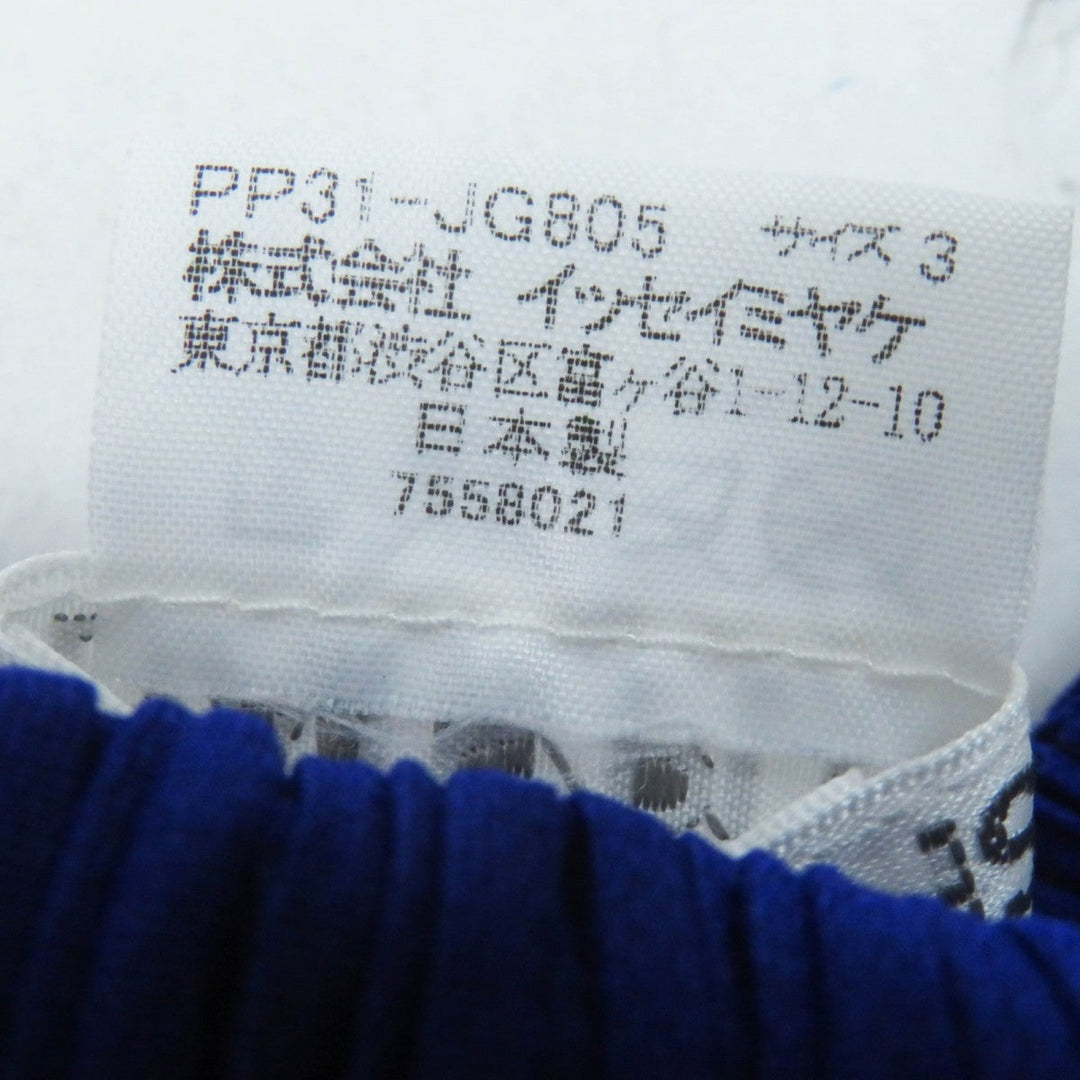 PP31-JG805 サイズ 3
株式会社 イッセイミヤケ
東京都渋谷区富ヶ谷1-12-10
日本製
7558021